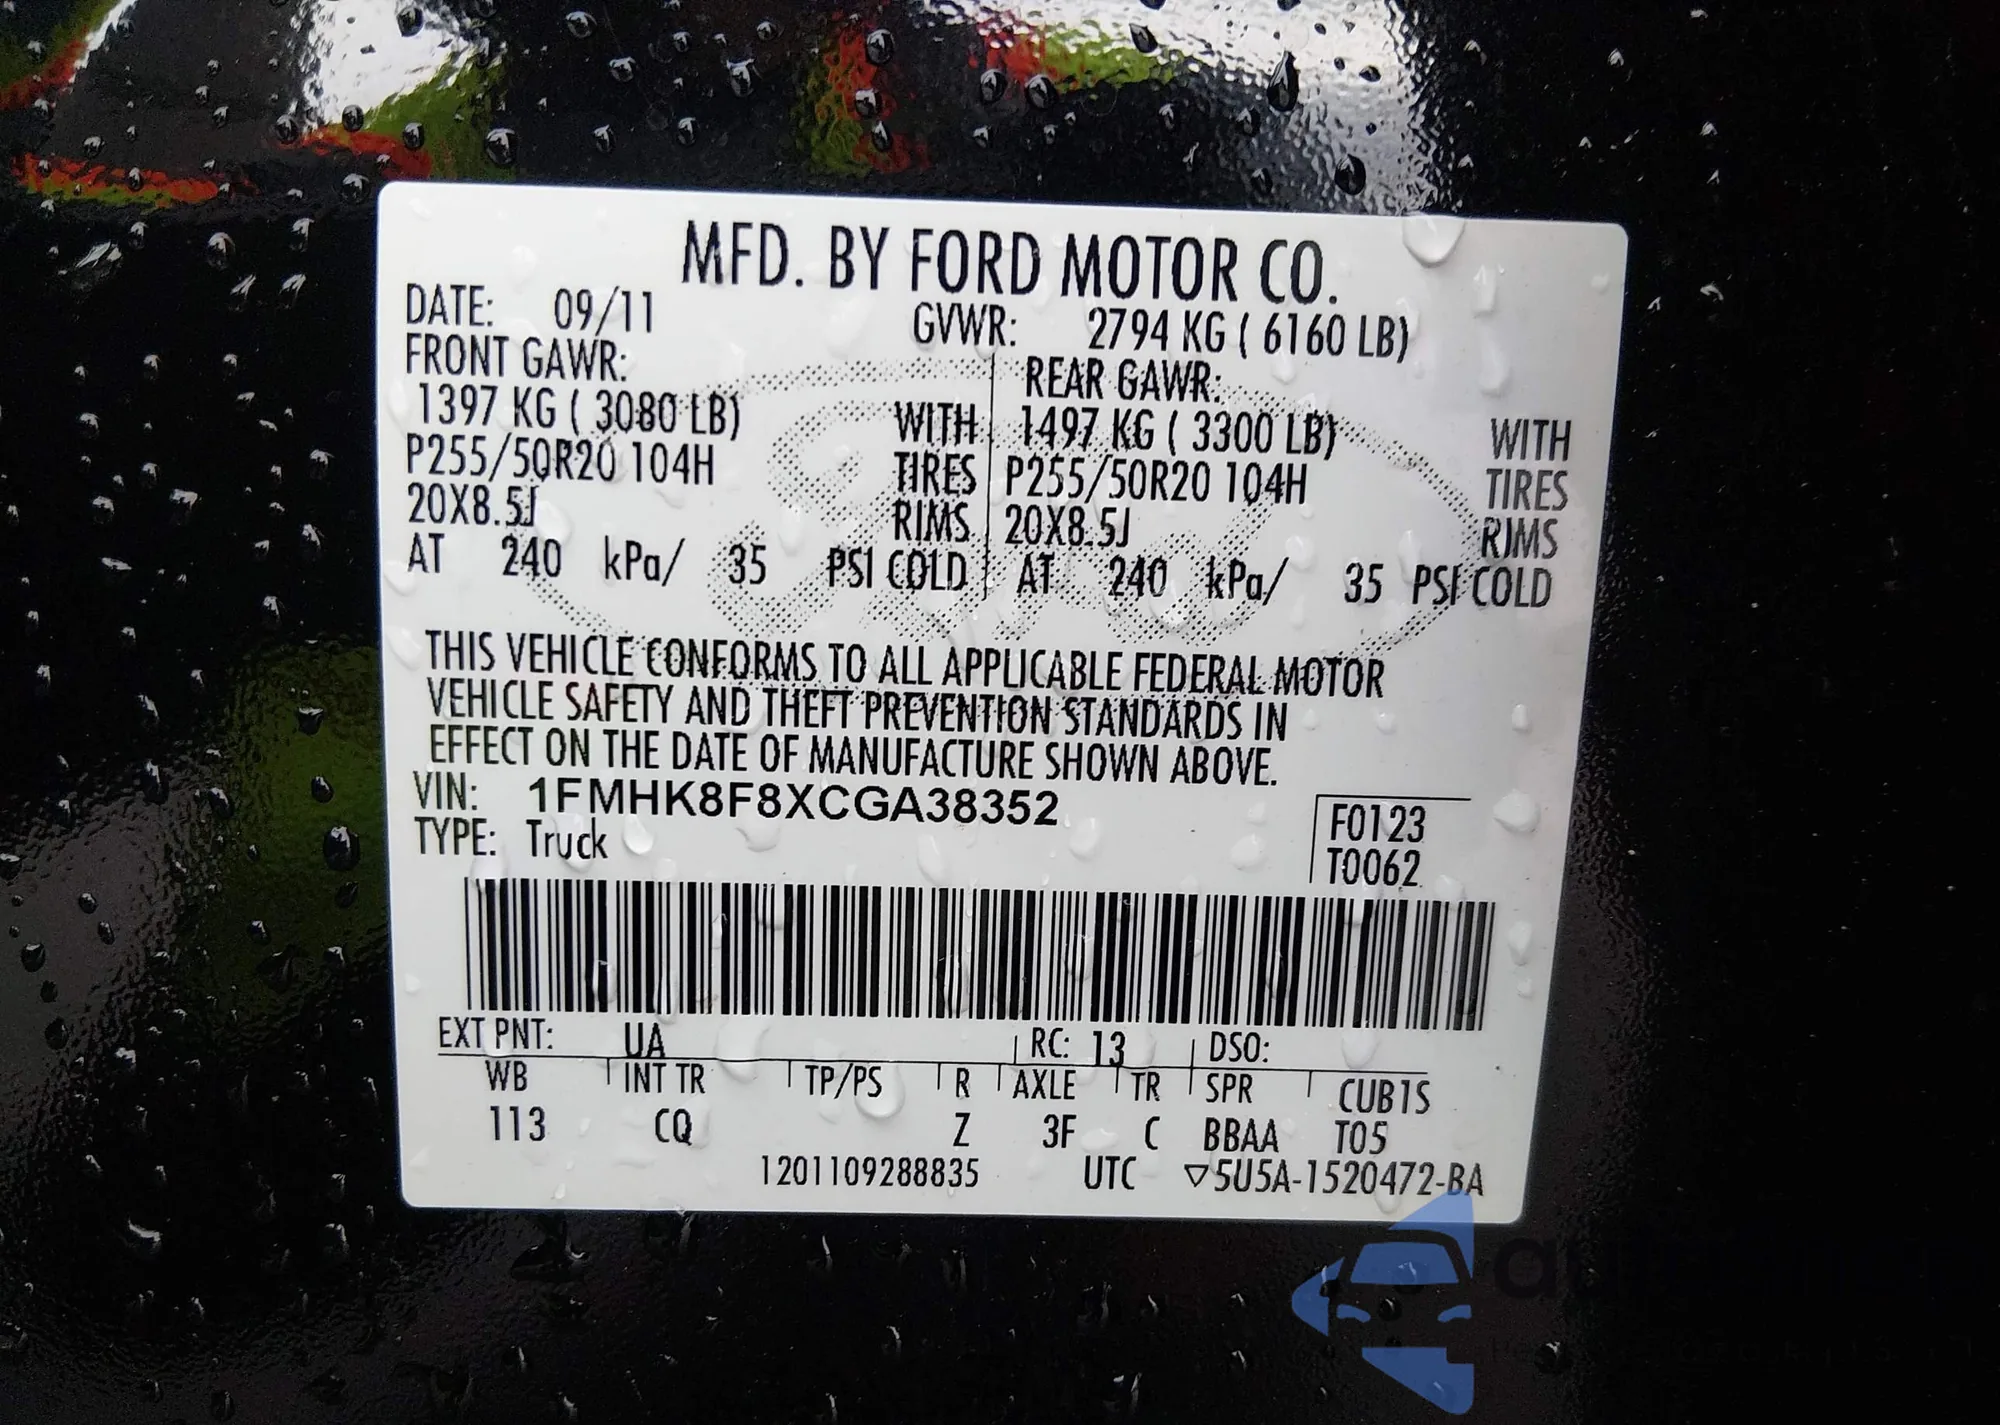 MFD. BY FORD MOTOR CO.
DATE: 09/11 GVWR: 2794 KG ( 6160 LB)
FRONT GAWR: REAR GAWR:
1397 KG ( 3080 LB) WITH 1497 KG ( 3300 LB) WITH
P255/50R20 104H TIRES P255/50R20 104H TIRES
20X8.5J RIMS 20X8.5J RIMS
AT 240 kPa/ 35 PSI COLD AT 240 kPa/ 35 PSI COLD
THIS VEHICLE CONFORMS TO ALL APPLICABLE FEDERAL MOTOR
VEHICLE SAFETY AND THEFT PREVENTION STANDARDS IN
EFFECT ON THE DATE OF MANUFACTURE SHOWN ABOVE.
VIN: 1FMHK8F8XCGA38352 F0123
TYPE: Truck T0062
EXT PNT: UA RC: 13 DSO:
WB INT TR TP/PS R AXLE TR SPR CUB1S
113 CQ Z 3F C BBAA T05
1201109288835 UTC ▽5U5A-1520472-BA